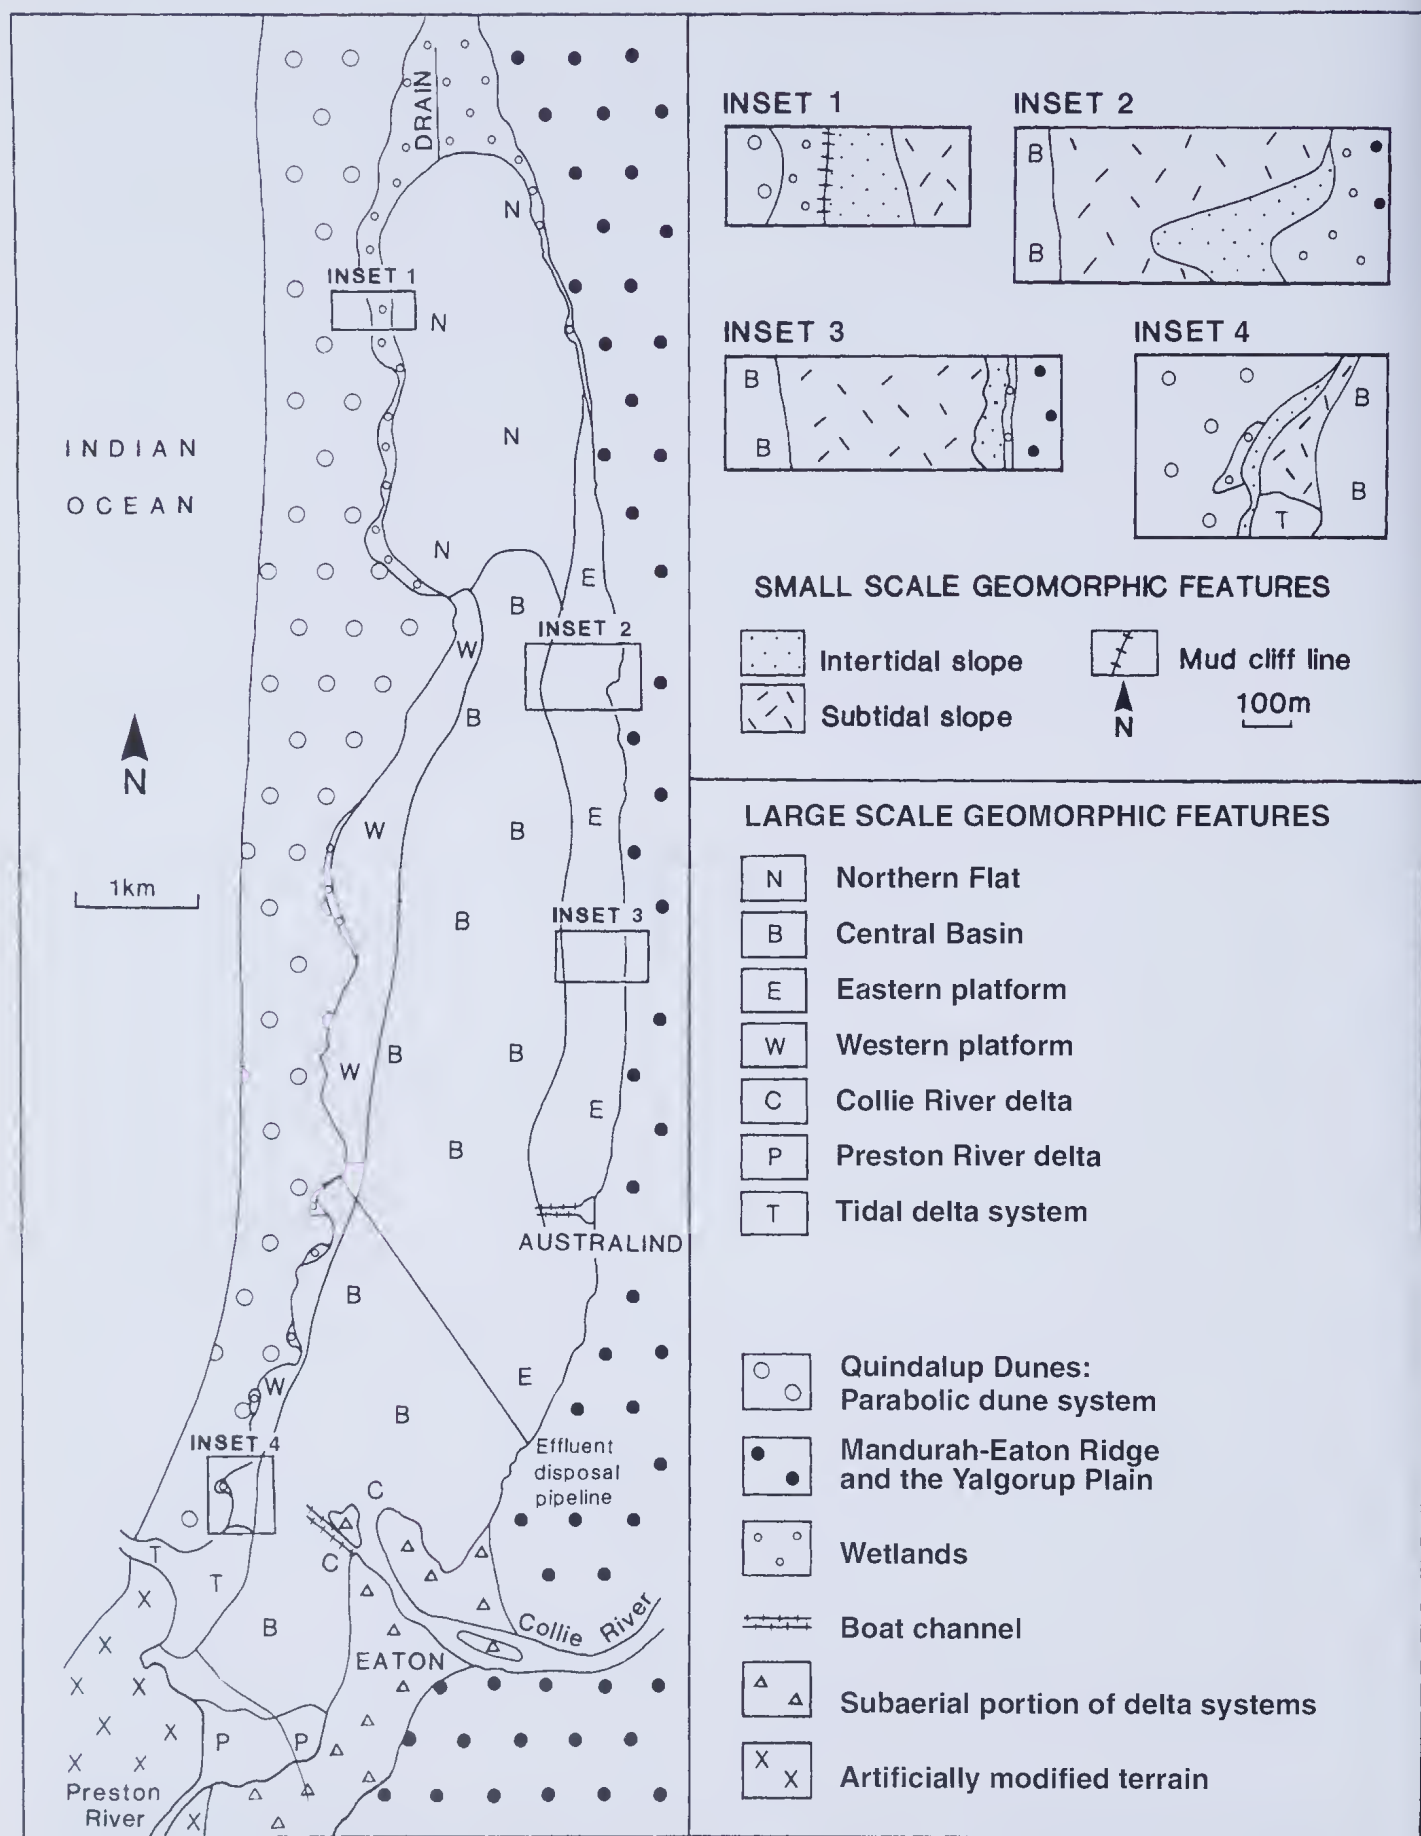 DRAIN
N
INSET 1
N
INDIAN
OCEAN
N
N
E
B
INSET 2
W
B
N
W
B
E
1km
B
INSET 3
B
B
W
E
B
AUSTRALIND
B
E
W
B
INSET 4
Effluent
disposal
pipeline
C
T
C
T
B
Collie River
EATON
P
P
Preston
River
INSET 1
INSET 2
B
B
INSET 3
B
B
INSET 4
B
B
T
SMALL SCALE GEOMORPHIC FEATURES
Intertidal slope
Mud cliff line
Subtidal slope
N
100m
LARGE SCALE GEOMORPHIC FEATURES
N Northern Flat
B Central Basin
E Eastern platform
W Western platform
C Collie River delta
P Preston River delta
T Tidal delta system
Quindalup Dunes:
Parabolic dune system
Mandurah-Eaton Ridge
and the Yalgorup Plain
Wetlands
Boat channel
Subaerial portion of delta systems
Artificially modified terrain